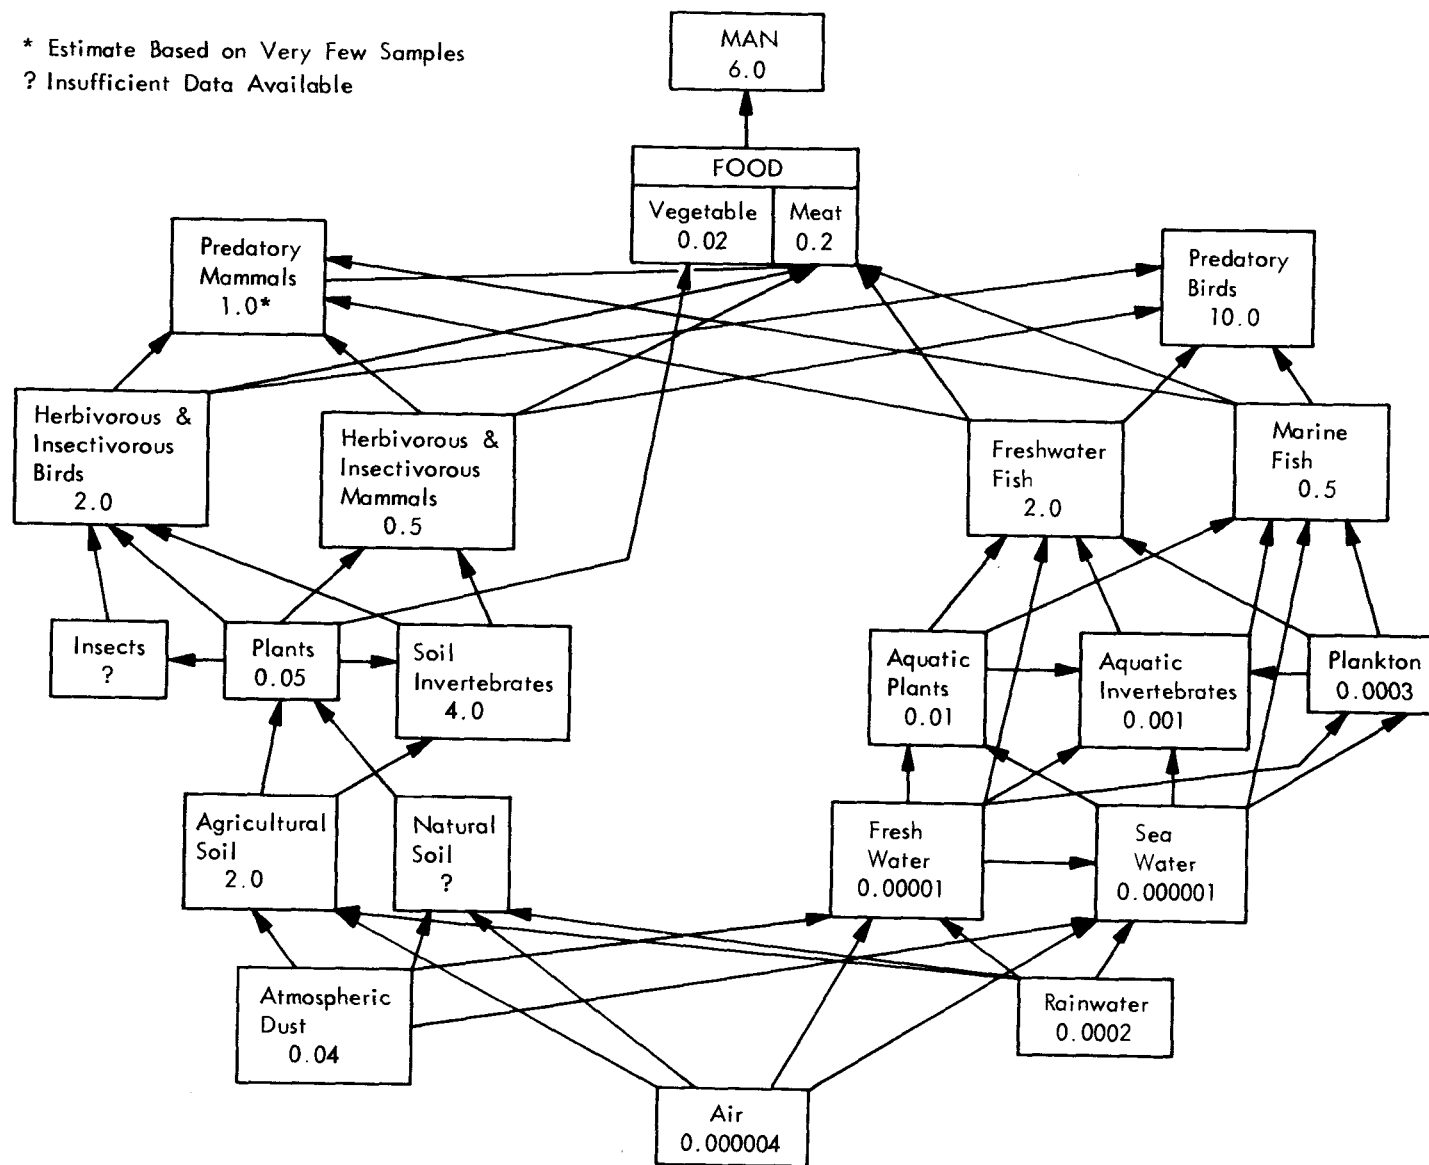 * Estimate Based on Very Few Samples
? Insufficient Data Available
MAN
6.0
FOOD
Vegetable
0.02
Meat
0.2
Predatory
Mammals
1.0*
Predatory
Birds
10.0
Herbivorous &
Insectivorous
Birds
2.0
Herbivorous &
Insectivorous
Mammals
0.5
Freshwater
Fish
2.0
Marine
Fish
0.5
Insects
?
Plants
0.05
Soil
Invertebrates
4.0
Aquatic
Plants
0.01
Aquatic
Invertebrates
0.001
Plankton
0.0003
Agricultural
Soil
2.0
Natural
Soil
?
Fresh
Water
0.00001
Sea
Water
0.000001
Atmospheric
Dust
0.04
Rainwater
0.0002
Air
0.000004